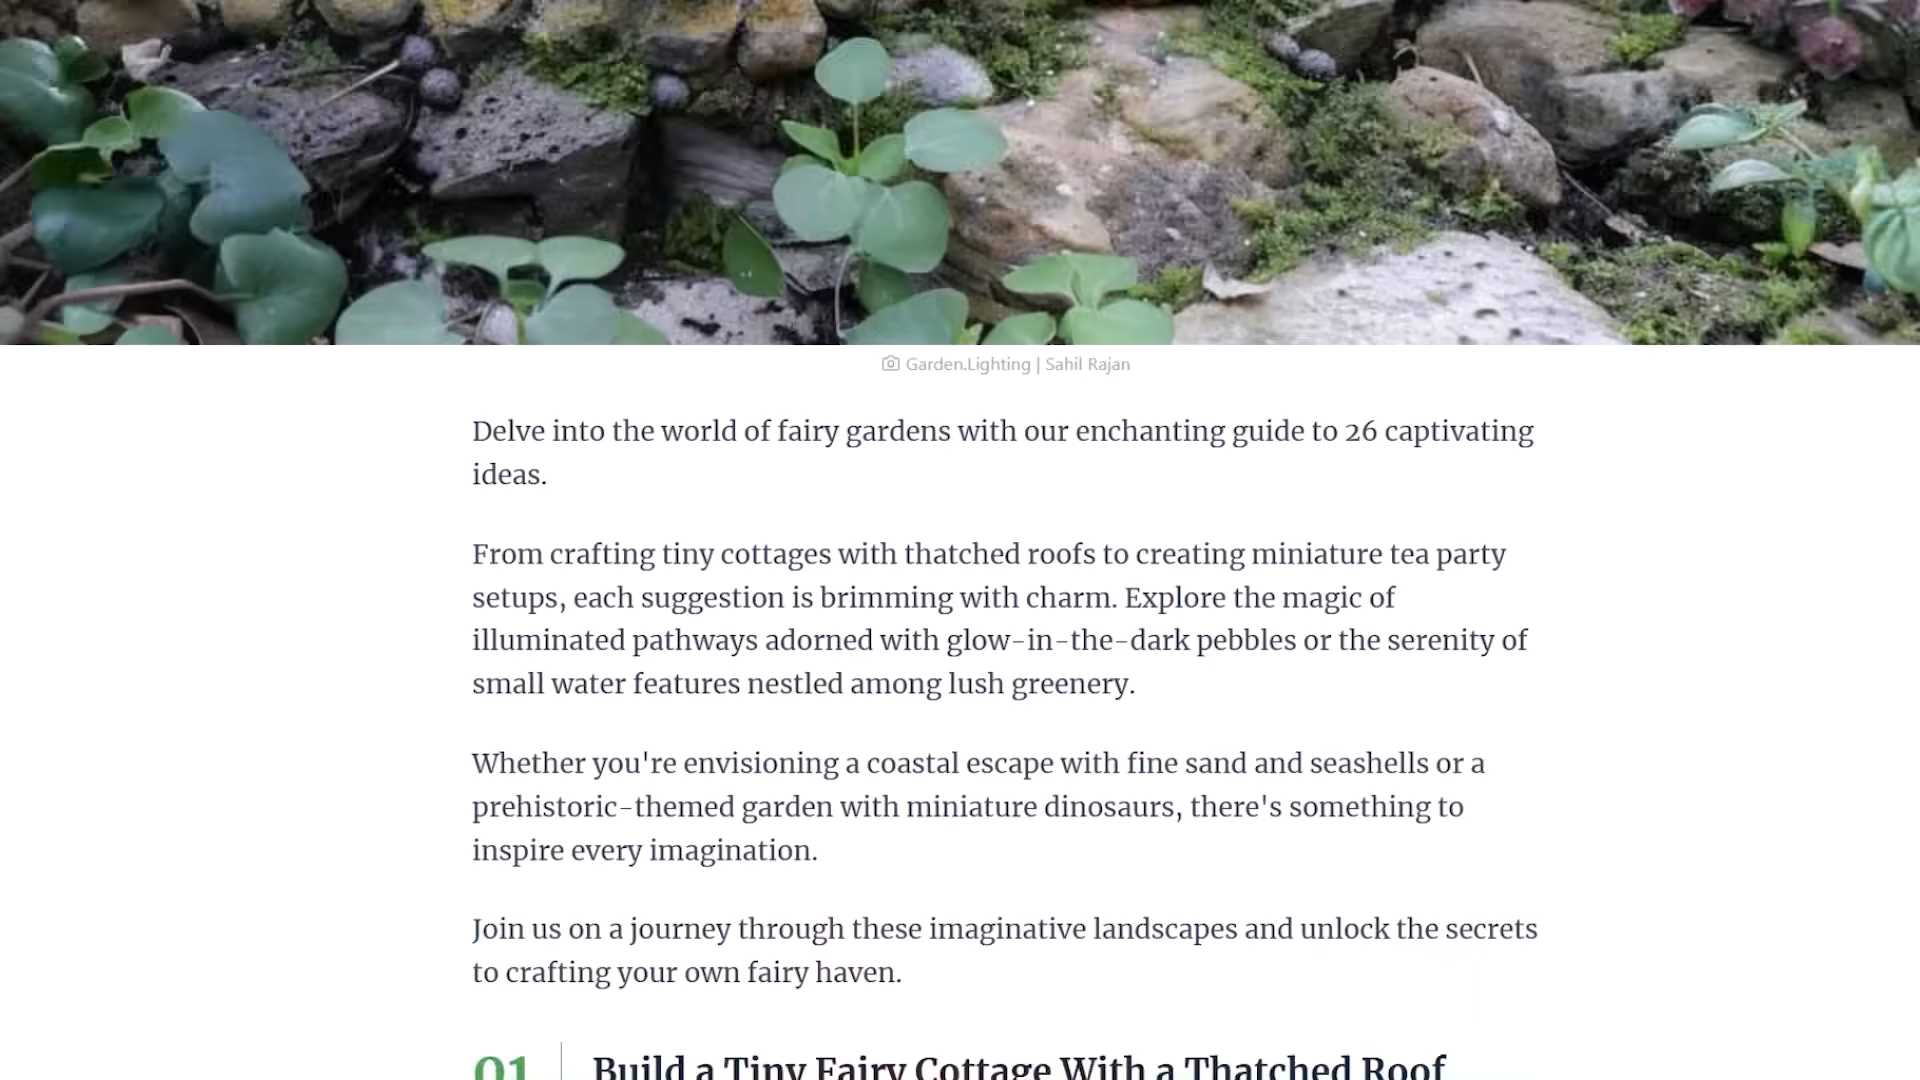 Garden.Lighting | Sahil Rajan
Delve into the world of fairy gardens with our enchanting guide to 26 captivating
ideas.
From crafting tiny cottages with thatched roofs to creating miniature tea party
setups, each suggestion is brimming with charm. Explore the magic of
illuminated pathways adorned with glow-in-the-dark pebbles or the serenity of
small water features nestled among lush greenery.
Whether you're envisioning a coastal escape with fine sand and seashells or a
prehistoric-themed garden with miniature dinosaurs, there's something to
inspire every imagination.
Join us on a journey through these imaginative landscapes and unlock the secrets
to crafting your own fairy haven.
01 Build a Tiny Fairy Cottage With a Thatched Roof